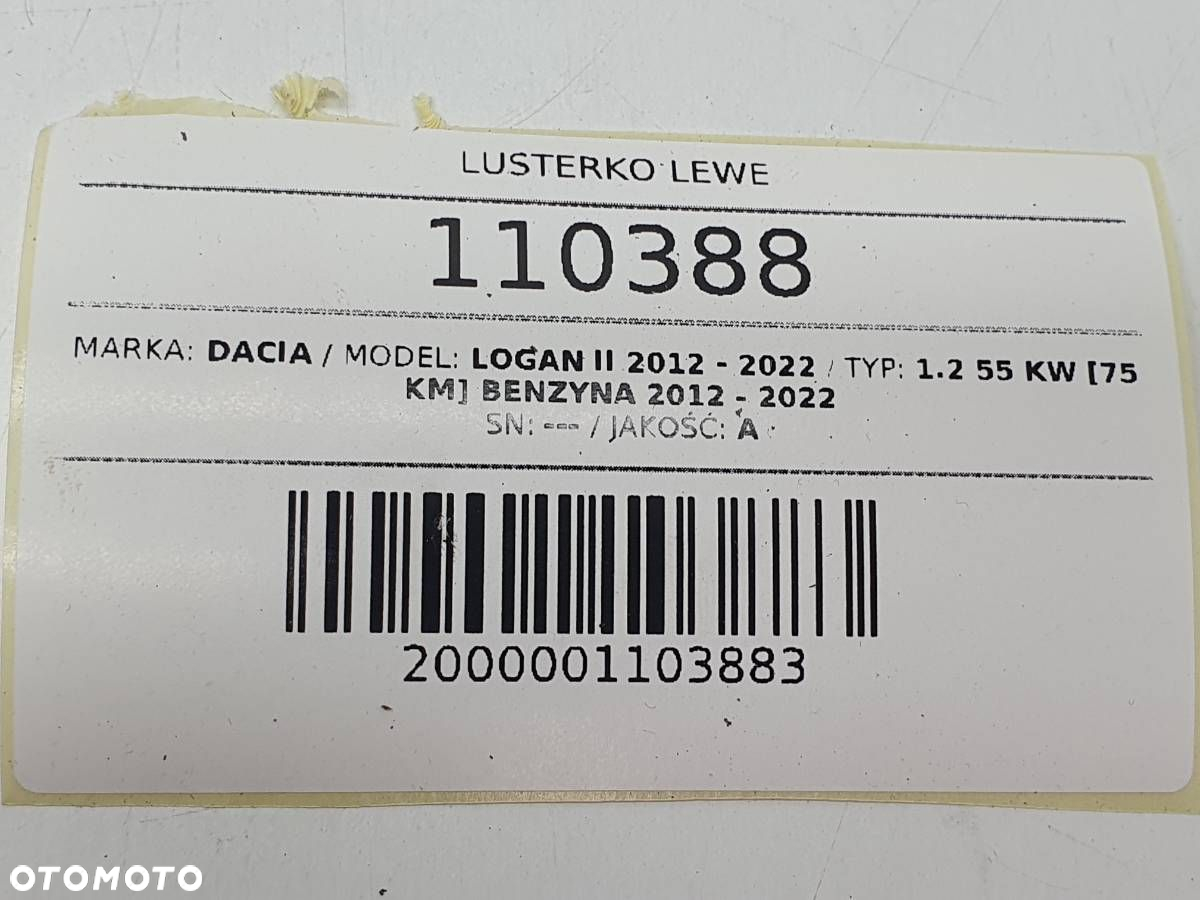 LUSTERKO LEWE
110388
MARKA: DACIA / MODEL: LOGAN II 2012 - 2022 / TYP: 1.2 55 KW [75
KM] BENZYNA 2012 - 2022
SN: --- / JAKOŚĆ: A
2000001103883
OTOMOTO